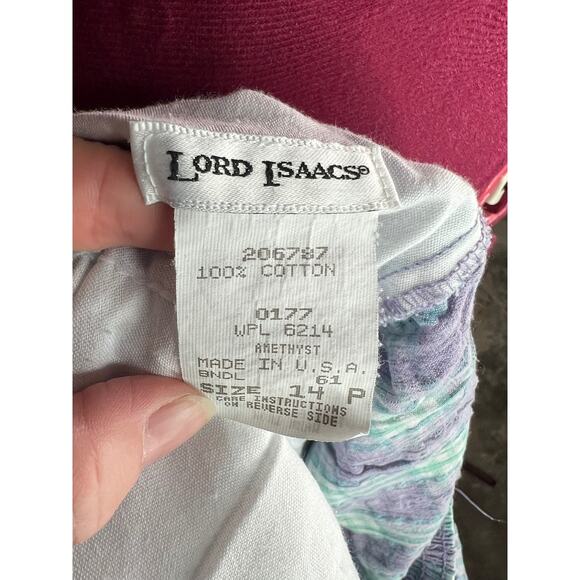 LORD ISAACS®
206787
100% COTTON
0177
WPL 6214
AMETHYST
MADE IN U.S.A.
BNDL 61
SIZE 14 P
CARE INSTRUCTIONS
ON REVERSE SIDE